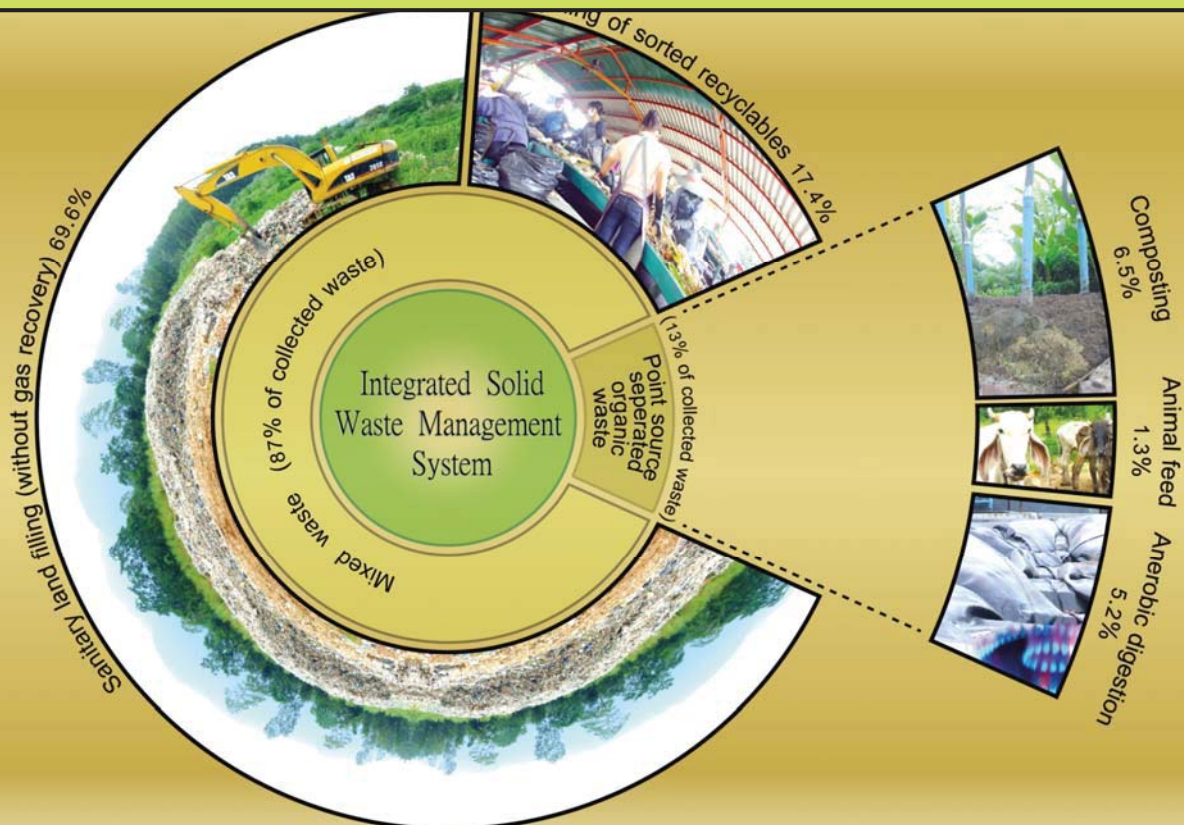 Integrated Solid
Waste Management
System
Mixed waste (87% of collected waste)
(13% of collected waste)
Point source
seperated
organic
waste
of sorted recyclables 17.4%
Sanitary land filling (without gas recovery) 69.6%
Composting
6.5%
Animal feed
1.3%
Anerobic digestion
5.2%